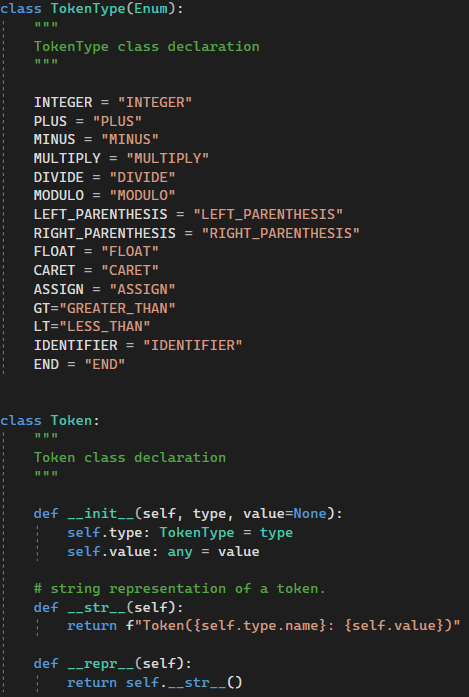 class TokenType(Enum):
    """
    TokenType class declaration
    """
    INTEGER = "INTEGER"
    PLUS = "PLUS"
    MINUS = "MINUS"
    MULTIPLY = "MULTIPLY"
    DIVIDE = "DIVIDE"
    MODULO = "MODULO"
    LEFT_PARENTHESIS = "LEFT_PARENTHESIS"
    RIGHT_PARENTHESIS = "RIGHT_PARENTHESIS"
    FLOAT = "FLOAT"
    CARET = "CARET"
    ASSIGN = "ASSIGN"
    GT="GREATER_THAN"
    LT="LESS_THAN"
    IDENTIFIER = "IDENTIFIER"
    END = "END"
class Token:
    """
    Token class declaration
    """
    def __init__(self, type, value=None):
        self.type: TokenType = type
        self.value: any = value
    # string representation of a token.
    def __str__(self):
        return f"Token({self.type.name}: {self.value})"
    def __repr__(self):
        return self.__str__()